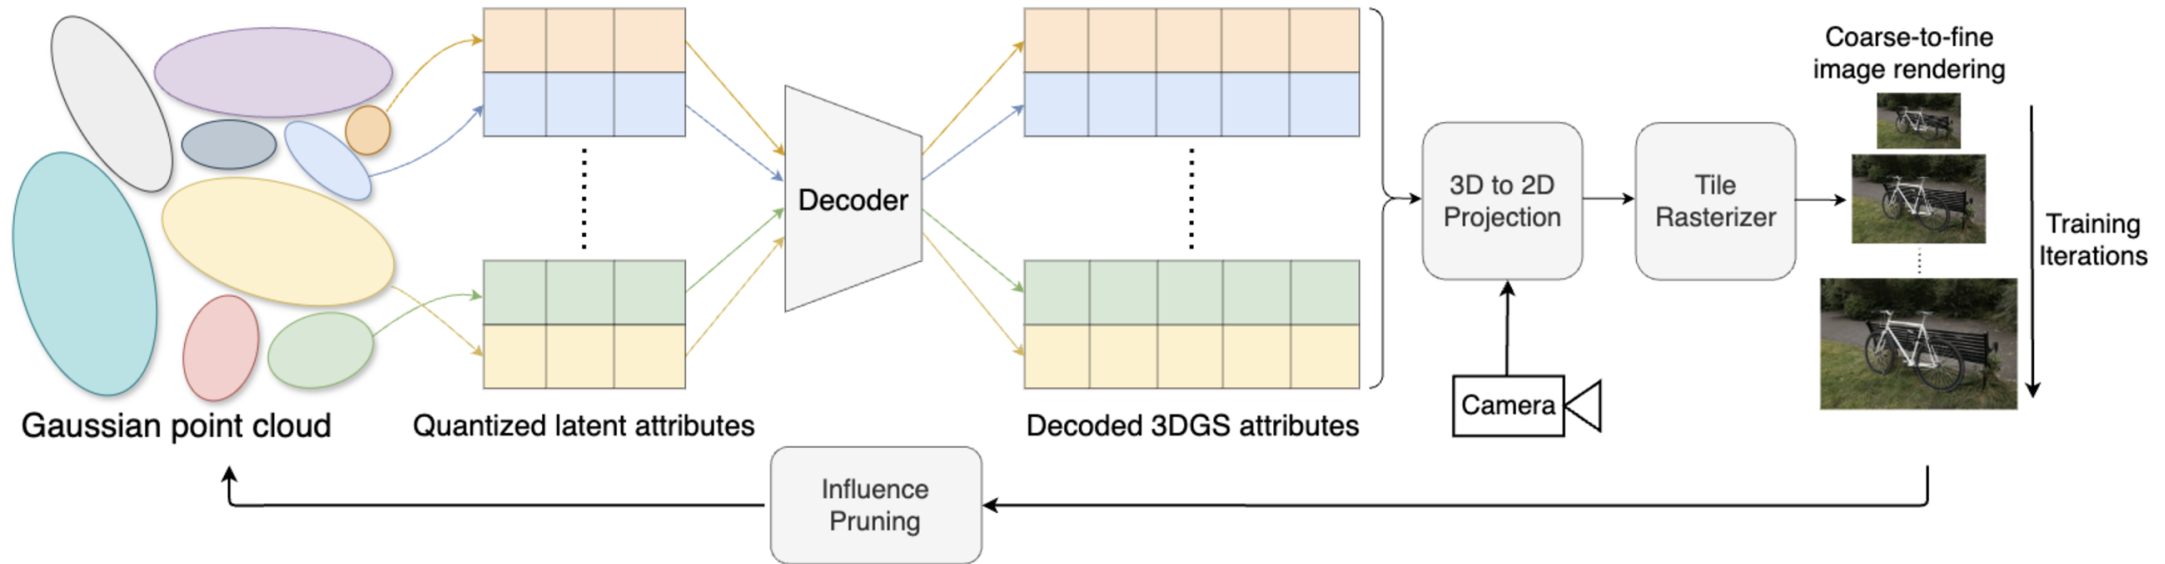 Gaussian point cloud
Quantized latent attributes
Decoder
Decoded 3DGS attributes
3D to 2D
Projection
Camera
Tile
Rasterizer
Coarse-to-fine
image rendering
Training
Iterations
Influence
Pruning